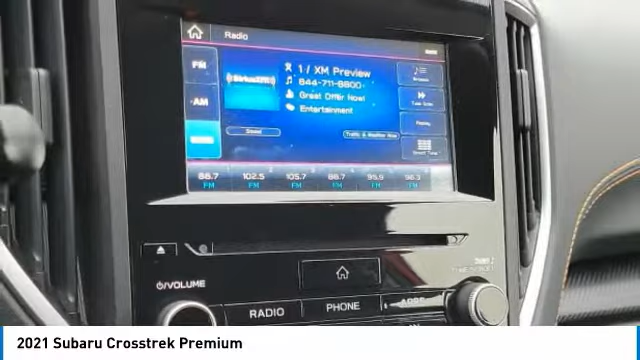 Radio
FM
SiriusXM
1 / XM Preview
844-711-8800
Great Offer Now!
Entertainment
AM
Sound
Traffic & Weather Now
88.7 102.5 105.7 88.7 95.9 96.3
FM FM FM FM FM FM
VOLUME
RADIO PHONE APPS
2021 Subaru Crosstrek Premium